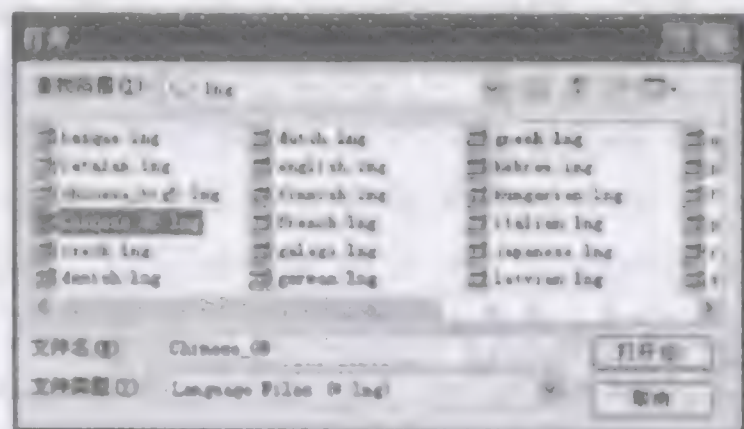 打开
查找范围(I): lng
basque.lng
catalan.lng
dutch.lng
english.lng
finnish.lng
french.lng
galego.lng
german.lng
greek.lng
hebrew.lng
hungarian.lng
italian.lng
japanese.lng
latvian.lng
czech.lng
danish.lng
文件名(N) Chinese_GB 打开(O)
文件类型(T) Language Files (*.lng) 取消